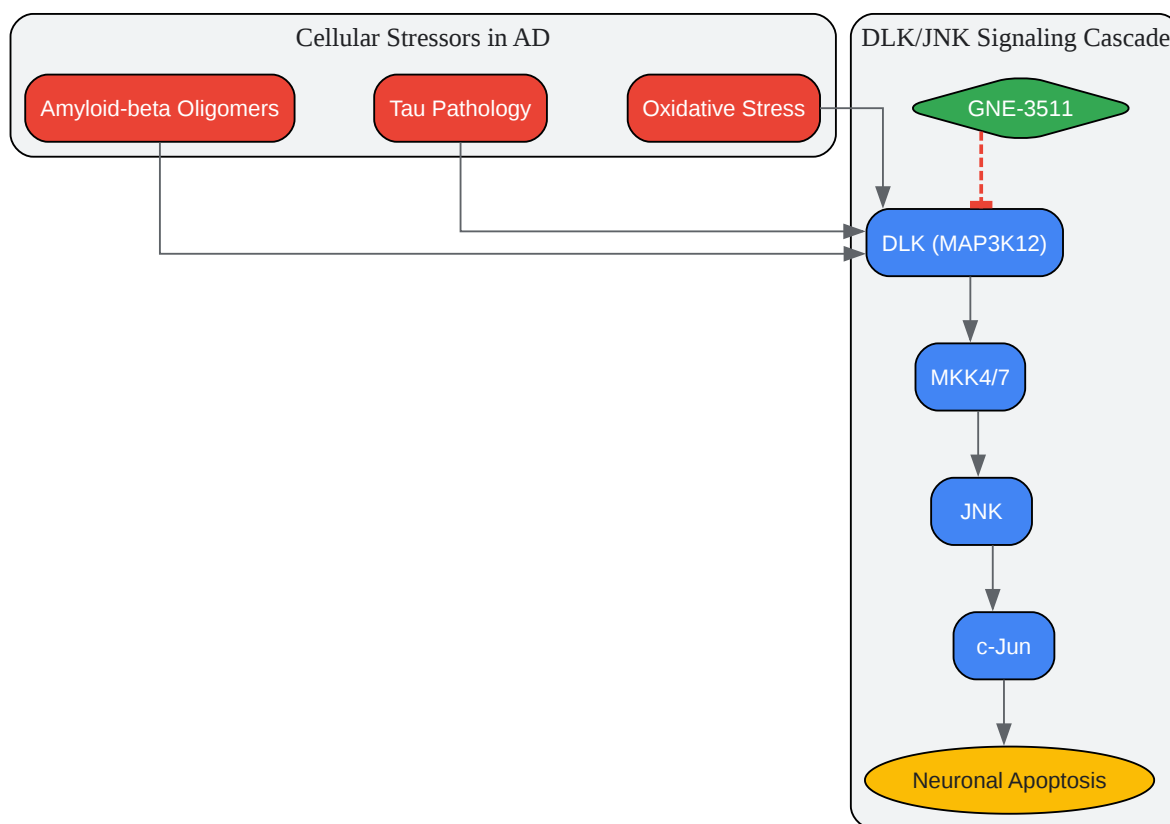 Cellular Stressors in AD
Amyloid-beta Oligomers
Tau Pathology
Oxidative Stress
DLK/JNK Signaling Cascade
GNE-3511
DLK (MAP3K12)
MKK4/7
JNK
c-Jun
Neuronal Apoptosis